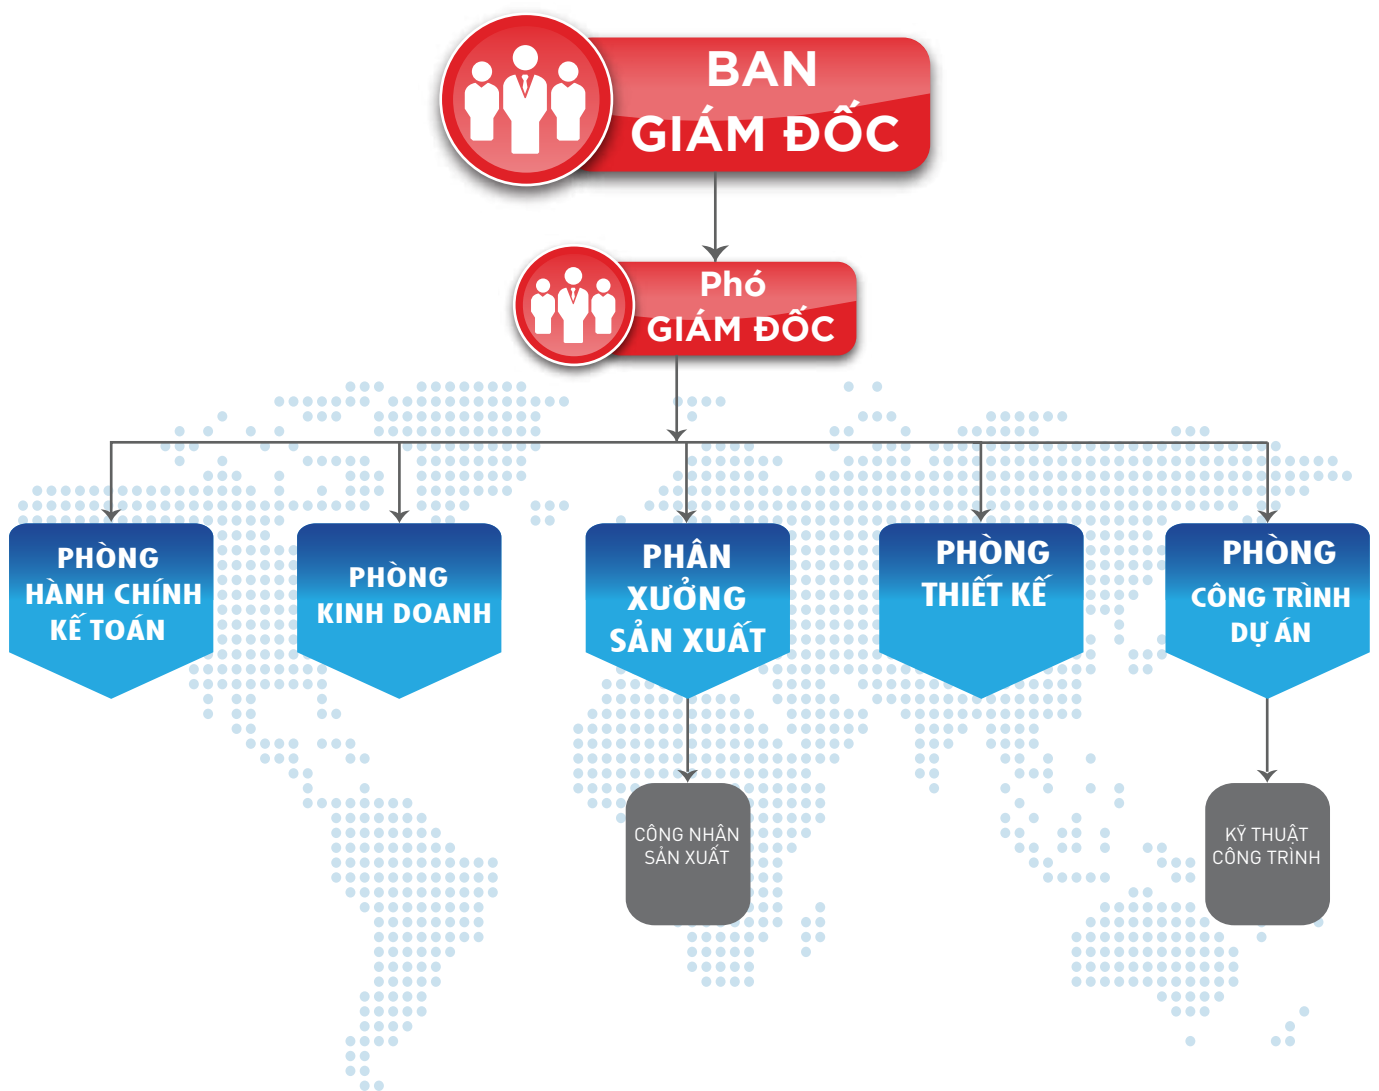 BAN
GIÁM ĐỐC
Phó
GIÁM ĐỐC
PHÒNG
HÀNH CHÍNH
KẾ TOÁN
PHÒNG
KINH DOANH
PHÂN
XƯỞNG
SẢN XUẤT
PHÒNG
THIẾT KẾ
PHÒNG
CÔNG TRÌNH
DỰ ÁN
CÔNG NHÂN
SẢN XUẤT
KỸ THUẬT
CÔNG TRÌNH